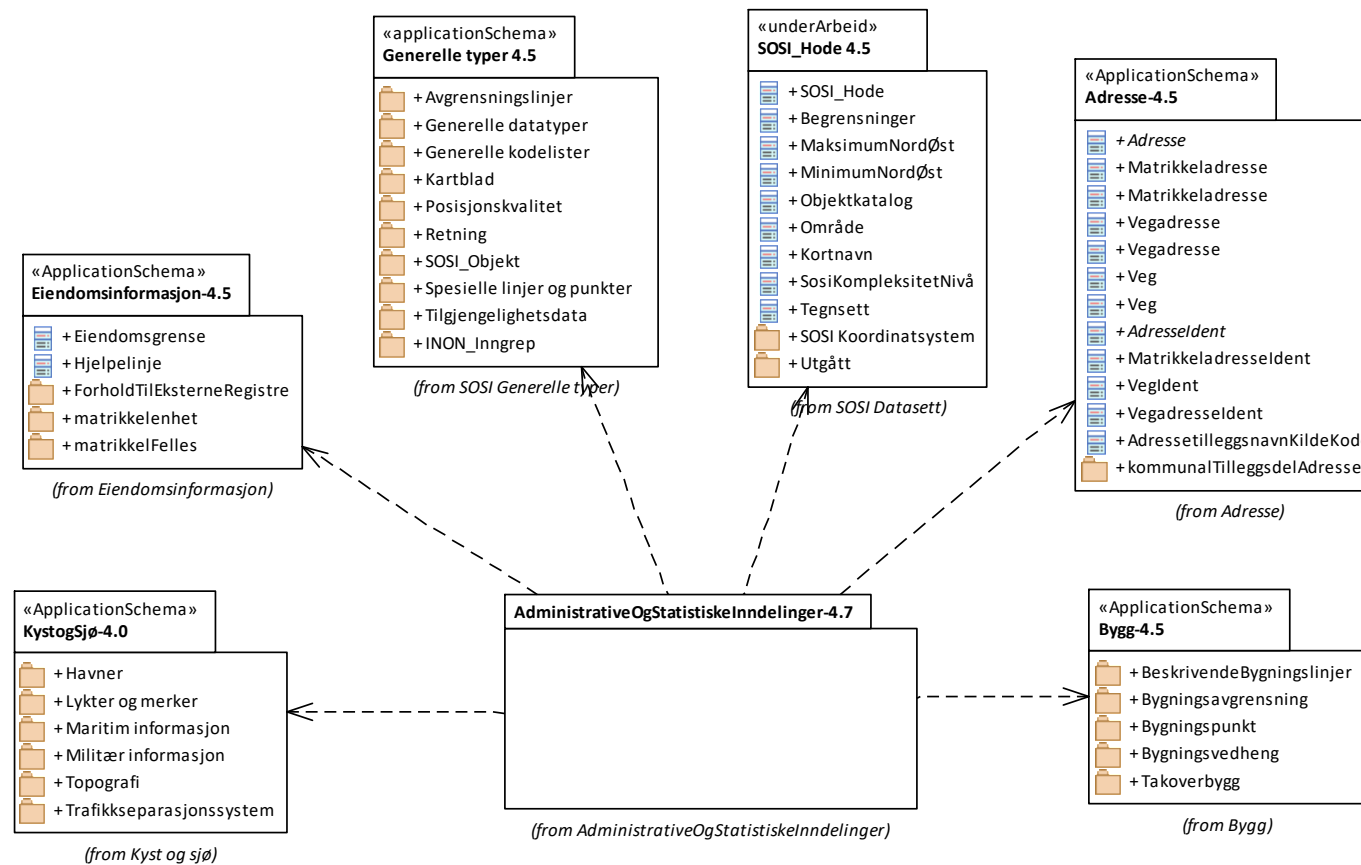 «applicationSchema»
Generelle typer 4.5
+Avgrensningslinjer
+Generelle datatyper
+Generelle kodelister
+Kartblad
+Posisjonskvalitet
+Retning
+SOSI_Objekt
+Spesielle linjer og punkter
+Tilgjengelighetsdata
+INON_Inngrep
(from SOSI Generelle typer)
«underArbeid»
SOSI_Hode 4.5
+SOSI_Hode
+Begrensninger
+MaksimumNordØst
+MinimumNordØst
+Objektkatalog
+Område
+Kortnavn
+SosiKompleksitetNivå
+Tegnsett
+SOSI Koordinatsystem
+Utgått
(from SOSI Datasett)
«ApplicationSchema»
Adresse-4.5
+Adresse
+Matrikkeladresse
+Matrikkeladresse
+Vegadresse
+Vegadresse
+Veg
+Veg
+AdresseIdent
+MatrikkeladresseIdent
+VegIdent
+VegadresseIdent
+AdressetilleggsnavnKildeKod
+kommunalTilleggsdelAdresse
(from Adresse)
«ApplicationSchema»
Eiendomsinformasjon-4.5
+Eiendomsgrense
+Hjelpelinje
+ForholdTilEksterneRegistre
+matrikkelenhet
+matrikkelFelles
(from Eiendomsinformasjon)
«ApplicationSchema»
KystogSjø-4.0
+Havner
+Lykter og merker
+Maritim informasjon
+Militær informasjon
+Topografi
+Trafikkseparasjonssystem
(from Kyst og sjø)
AdministrativeOgStatistiskeInndelinger-4.7
(from AdministrativeOgStatistiskeInndelinger)
«ApplicationSchema»
Bygg-4.5
+BeskrivendeBygningslinjer
+Bygningsavgrensning
+Bygningspunkt
+Bygningsvedheng
+Takoverbygg
(from Bygg)